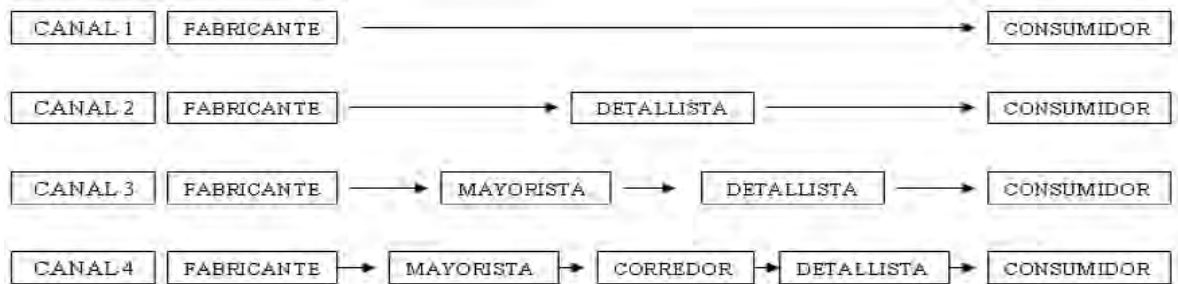 CANAL 1 FABRICANTE CONSUMIDOR
CANAL 2 FABRICANTE DETALLISTA CONSUMIDOR
CANAL 3 FABRICANTE MAYORISTA DETALLISTA CONSUMIDOR
CANAL 4 FABRICANTE MAYORISTA CORREDOR DETALLISTA CONSUMIDOR